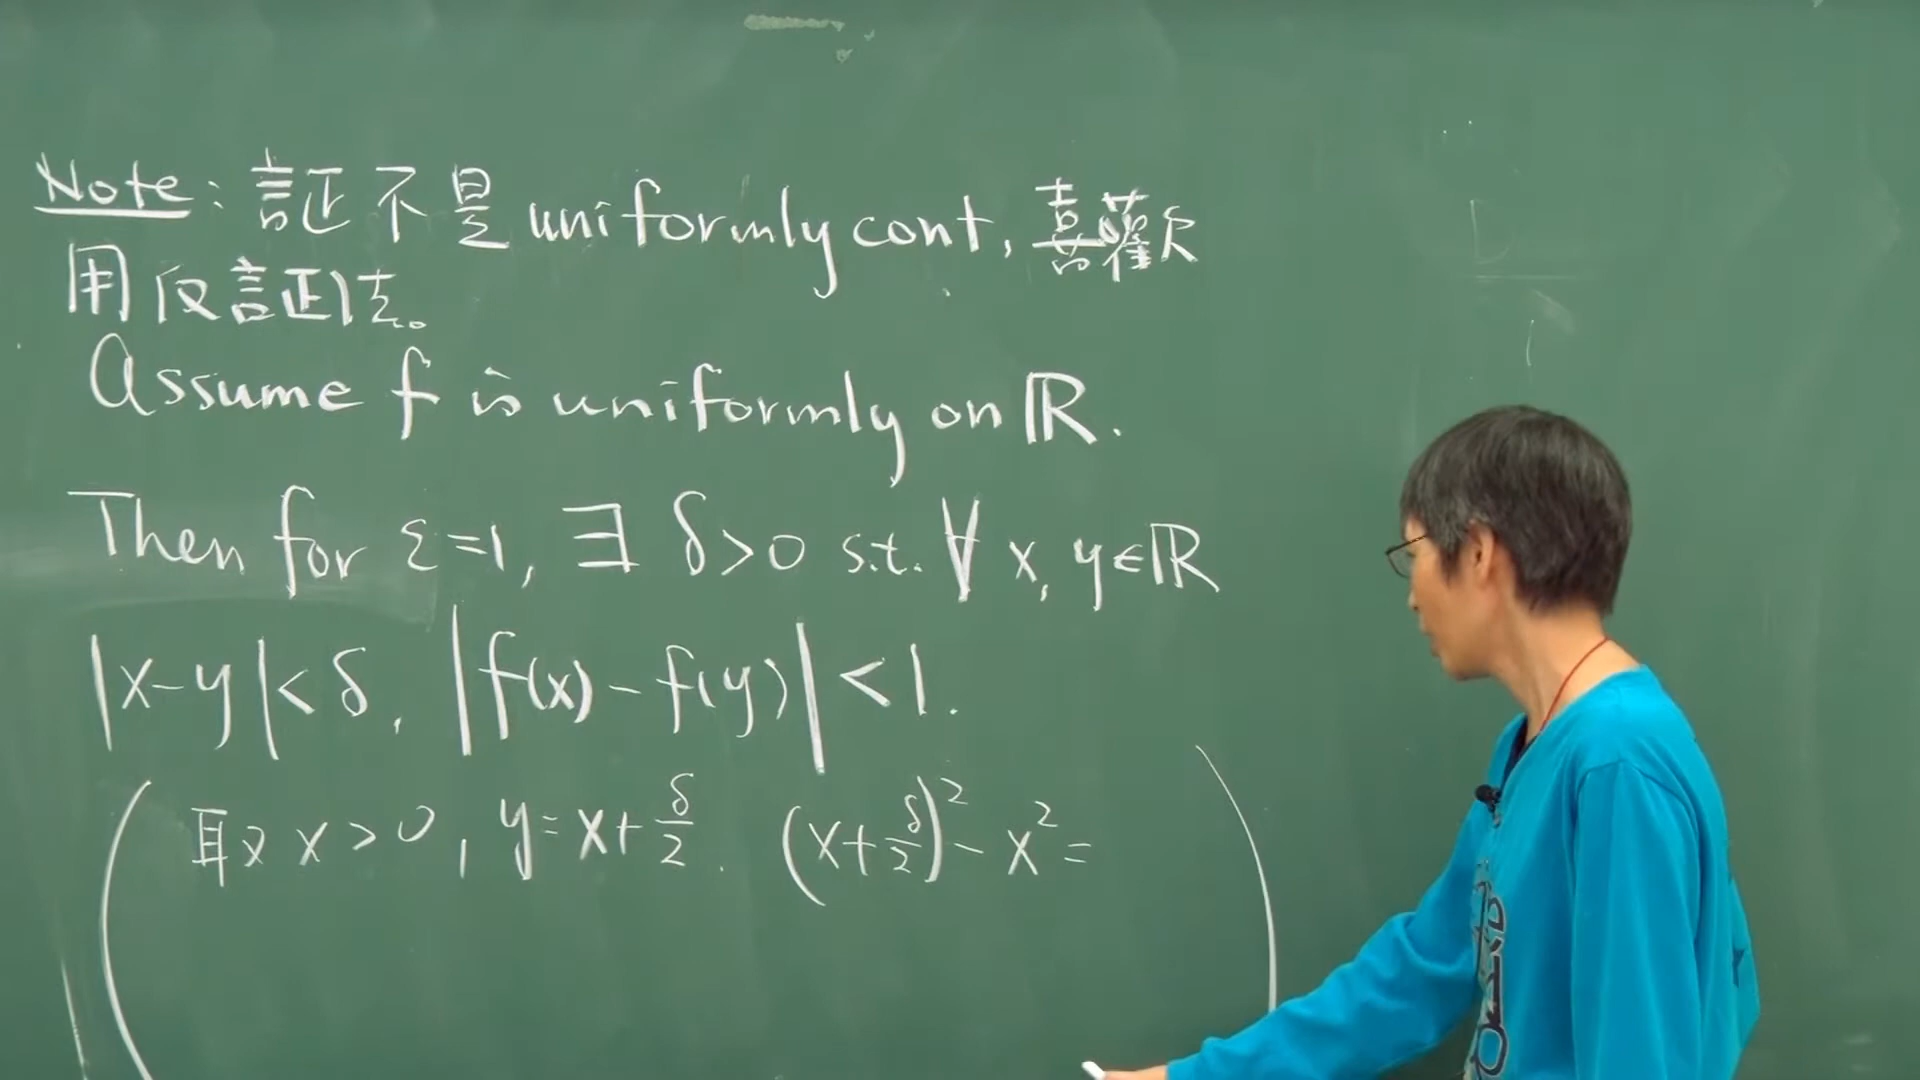 Note: 証不是 uniformly cont, 喜歡
用反証法。
Assume f is uniformly on ℝ.
Then for ε=1, ∃ δ>0 s.t. ∀ x, y∈ℝ
|x-y|<δ, |f(x)-f(y)|<1.
(取 x>0, y=x+δ/2. (x+δ/2)²-x²= )